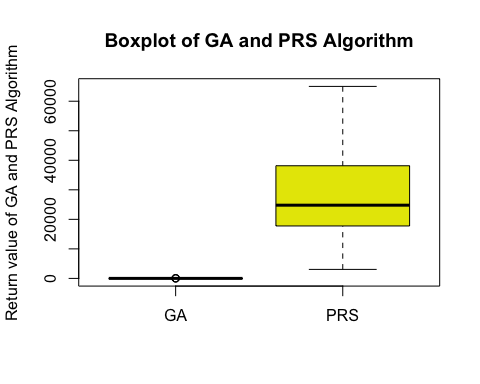 Boxplot of GA and PRS Algorithm
Return value of GA and PRS Algorithm
60000
40000
20000
0
GA
PRS